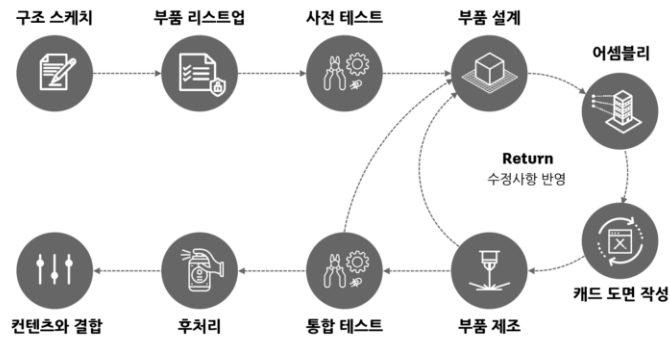 구조 스케치
부품 리스트업
사전 테스트
부품 설계
어셈블리
Return
수정사항 반영
캐드 도면 작성
부품 제조
통합 테스트
후처리
컨텐츠와 결합